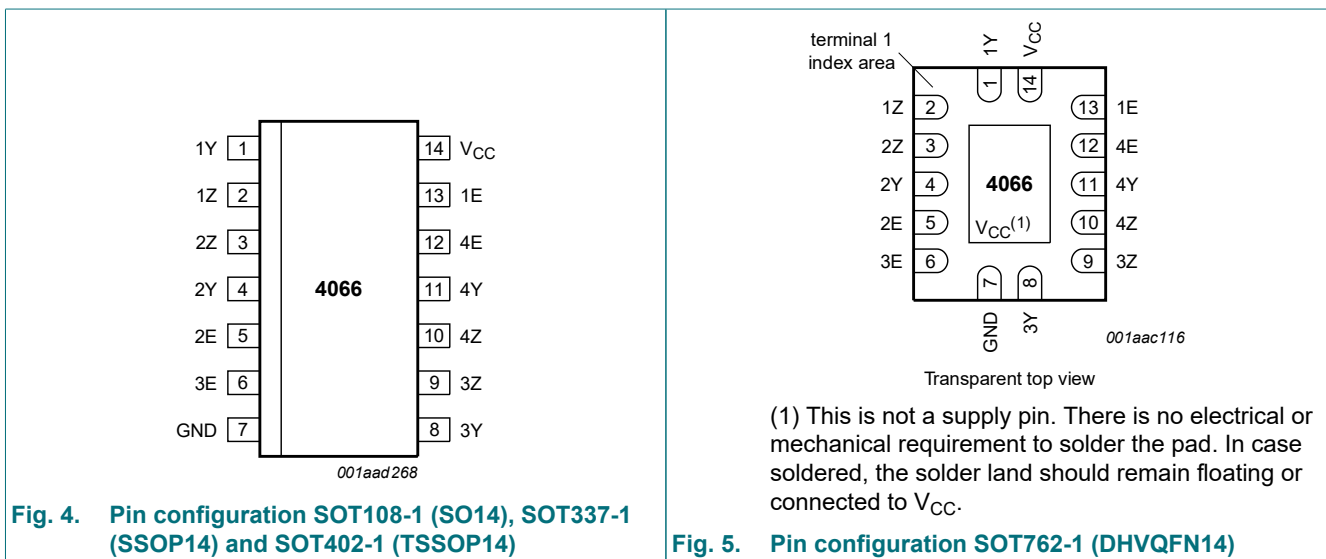 1Y 1
1Z 2
2Z 3
2Y 4
2E 5
3E 6
GND 7
4066
14 VCC
13 1E
12 4E
11 4Y
10 4Z
9 3Z
8 3Y
001aad268
Fig. 4. Pin configuration SOT108-1 (SO14), SOT337-1
(SSOP14) and SOT402-1 (TSSOP14)
terminal 1
index area
1Y
VCC
1
14
1Z 2
2Z 3
2Y 4
2E 5
3E 6
4066
VCC(1)
13 1E
12 4E
11 4Y
10 4Z
9 3Z
7
8
GND
3Y
001aac116
Transparent top view
(1) This is not a supply pin. There is no electrical or
mechanical requirement to solder the pad. In case
soldered, the solder land should remain floating or
connected to VCC.
Fig. 5. Pin configuration SOT762-1 (DHVQFN14)